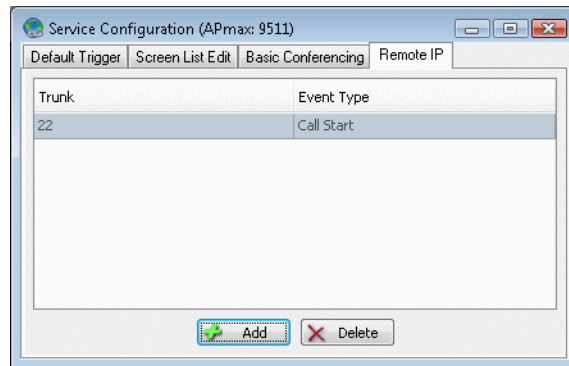 Service Configuration (APmax: 9511)
Default Trigger Screen List Edit Basic Conferencing Remote IP
Trunk Event Type
22 Call Start
Add Delete